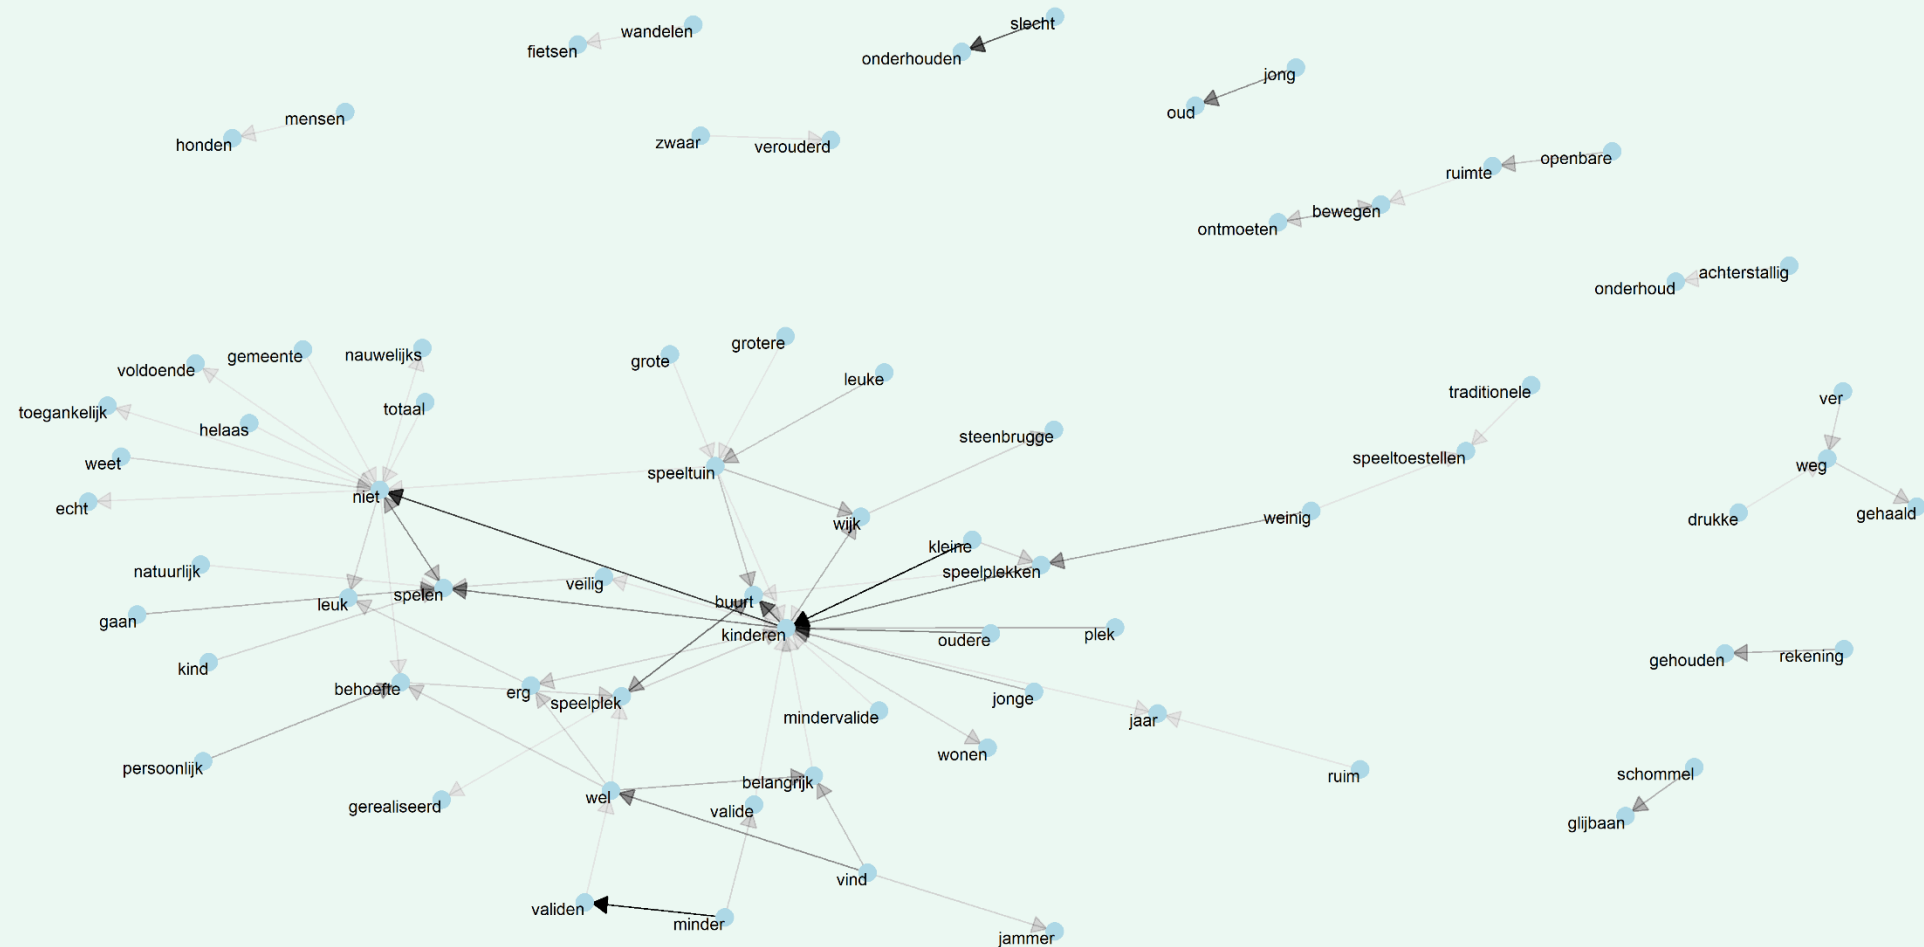 slecht
wandelen
fietsen
onderhouden
jong
oud
mensen
honden
zwaar
verouderd
openbare
ruimte
bewegen
ontmoeten
achterstallig
onderhoud
grotere
gemeente
nauwelijks
voldoende
grote
leuke
traditionele
ver
toegankelijk
totaal
helaas
steenbrugge
speeltoestellen
weet
weg
speeltuin
niet
echt
wijk
weinig
drukke
gehaald
kleine
natuurlijk
speelplekken
veilig
spelen
buurt
leuk
gaan
kinderen
oudere
plek
kind
gehouden
rekening
behoefte
erg
speelplek
jonge
mindervalide
jaar
wonen
persoonlijk
ruim
schommel
belangrijk
wel
gerealiseerd
valide
glijbaan
vind
validen
minder
jammer